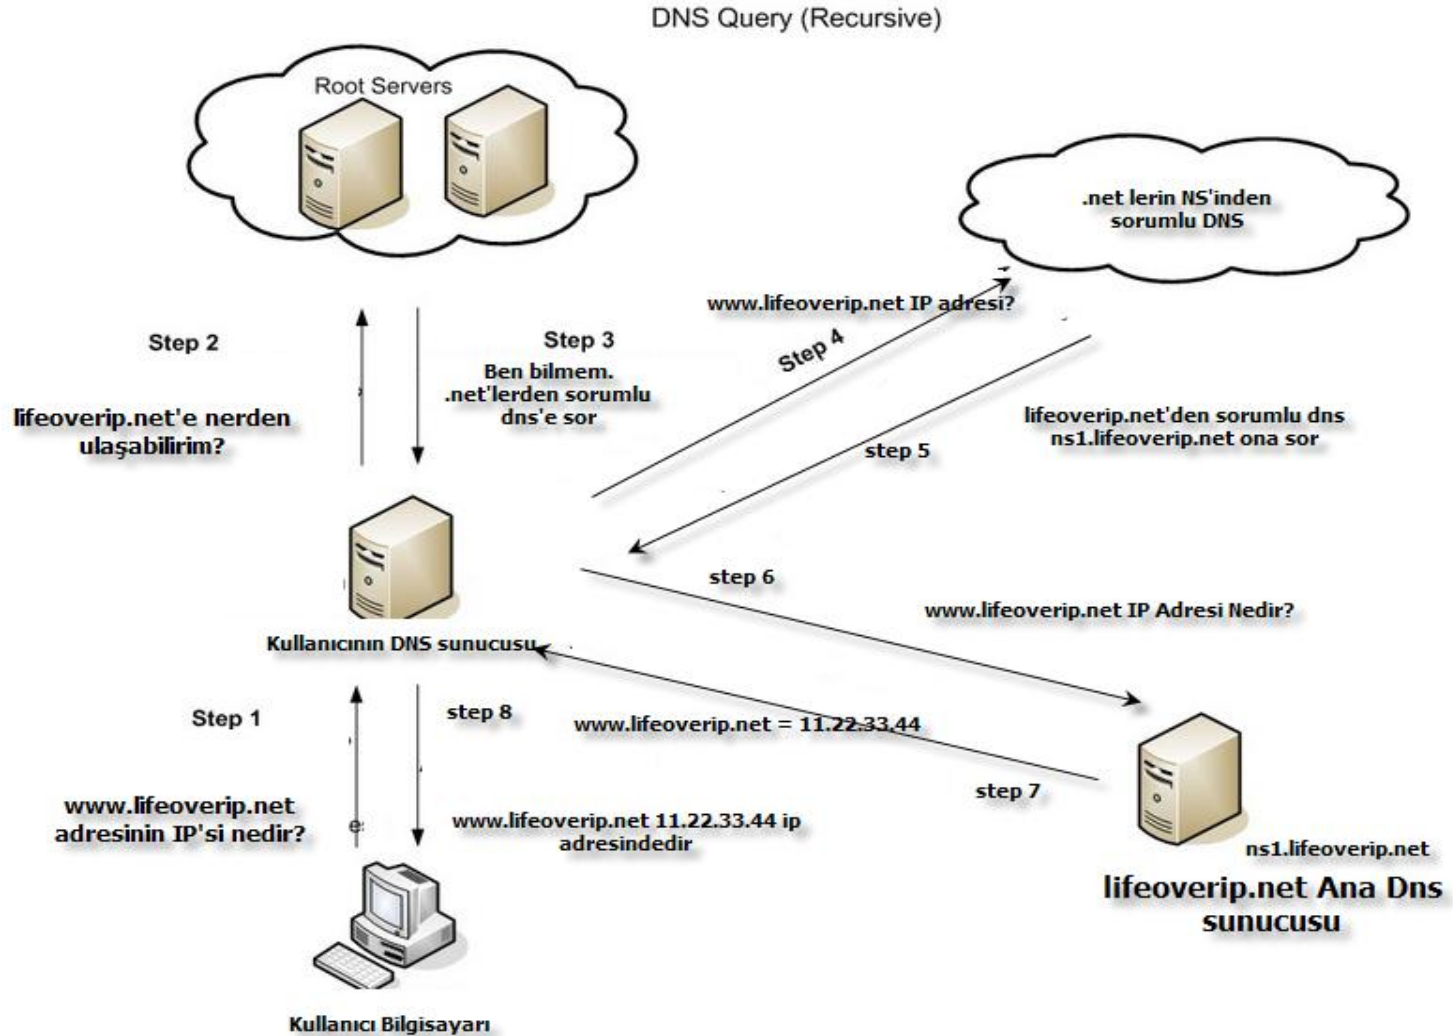 DNS Query (Recursive)
Root Servers
.net lerin NS'inden
sorumlu DNS
www.lifeoverip.net IP adresi?
Step 2
Step 3
Step 4
Ben bilmem.
.net'lerden sorumlu
dns'e sor
lifeoverip.net'e nerden
ulaşabilirim?
lifeoverip.net'den sorumlu dns
ns1.lifeoverip.net ona sor
step 5
step 6
www.lifeoverip.net IP Adresi Nedir?
Kullanıcının DNS sunucusu
Step 1
step 8
www.lifeoverip.net = 11.22.33.44
step 7
www.lifeoverip.net
adresinin IP'si nedir?
www.lifeoverip.net 11.22.33.44 ip
adresindedir
ns1.lifeoverip.net
lifeoverip.net Ana Dns
sunucusu
Kullanıcı Bilgisayarı